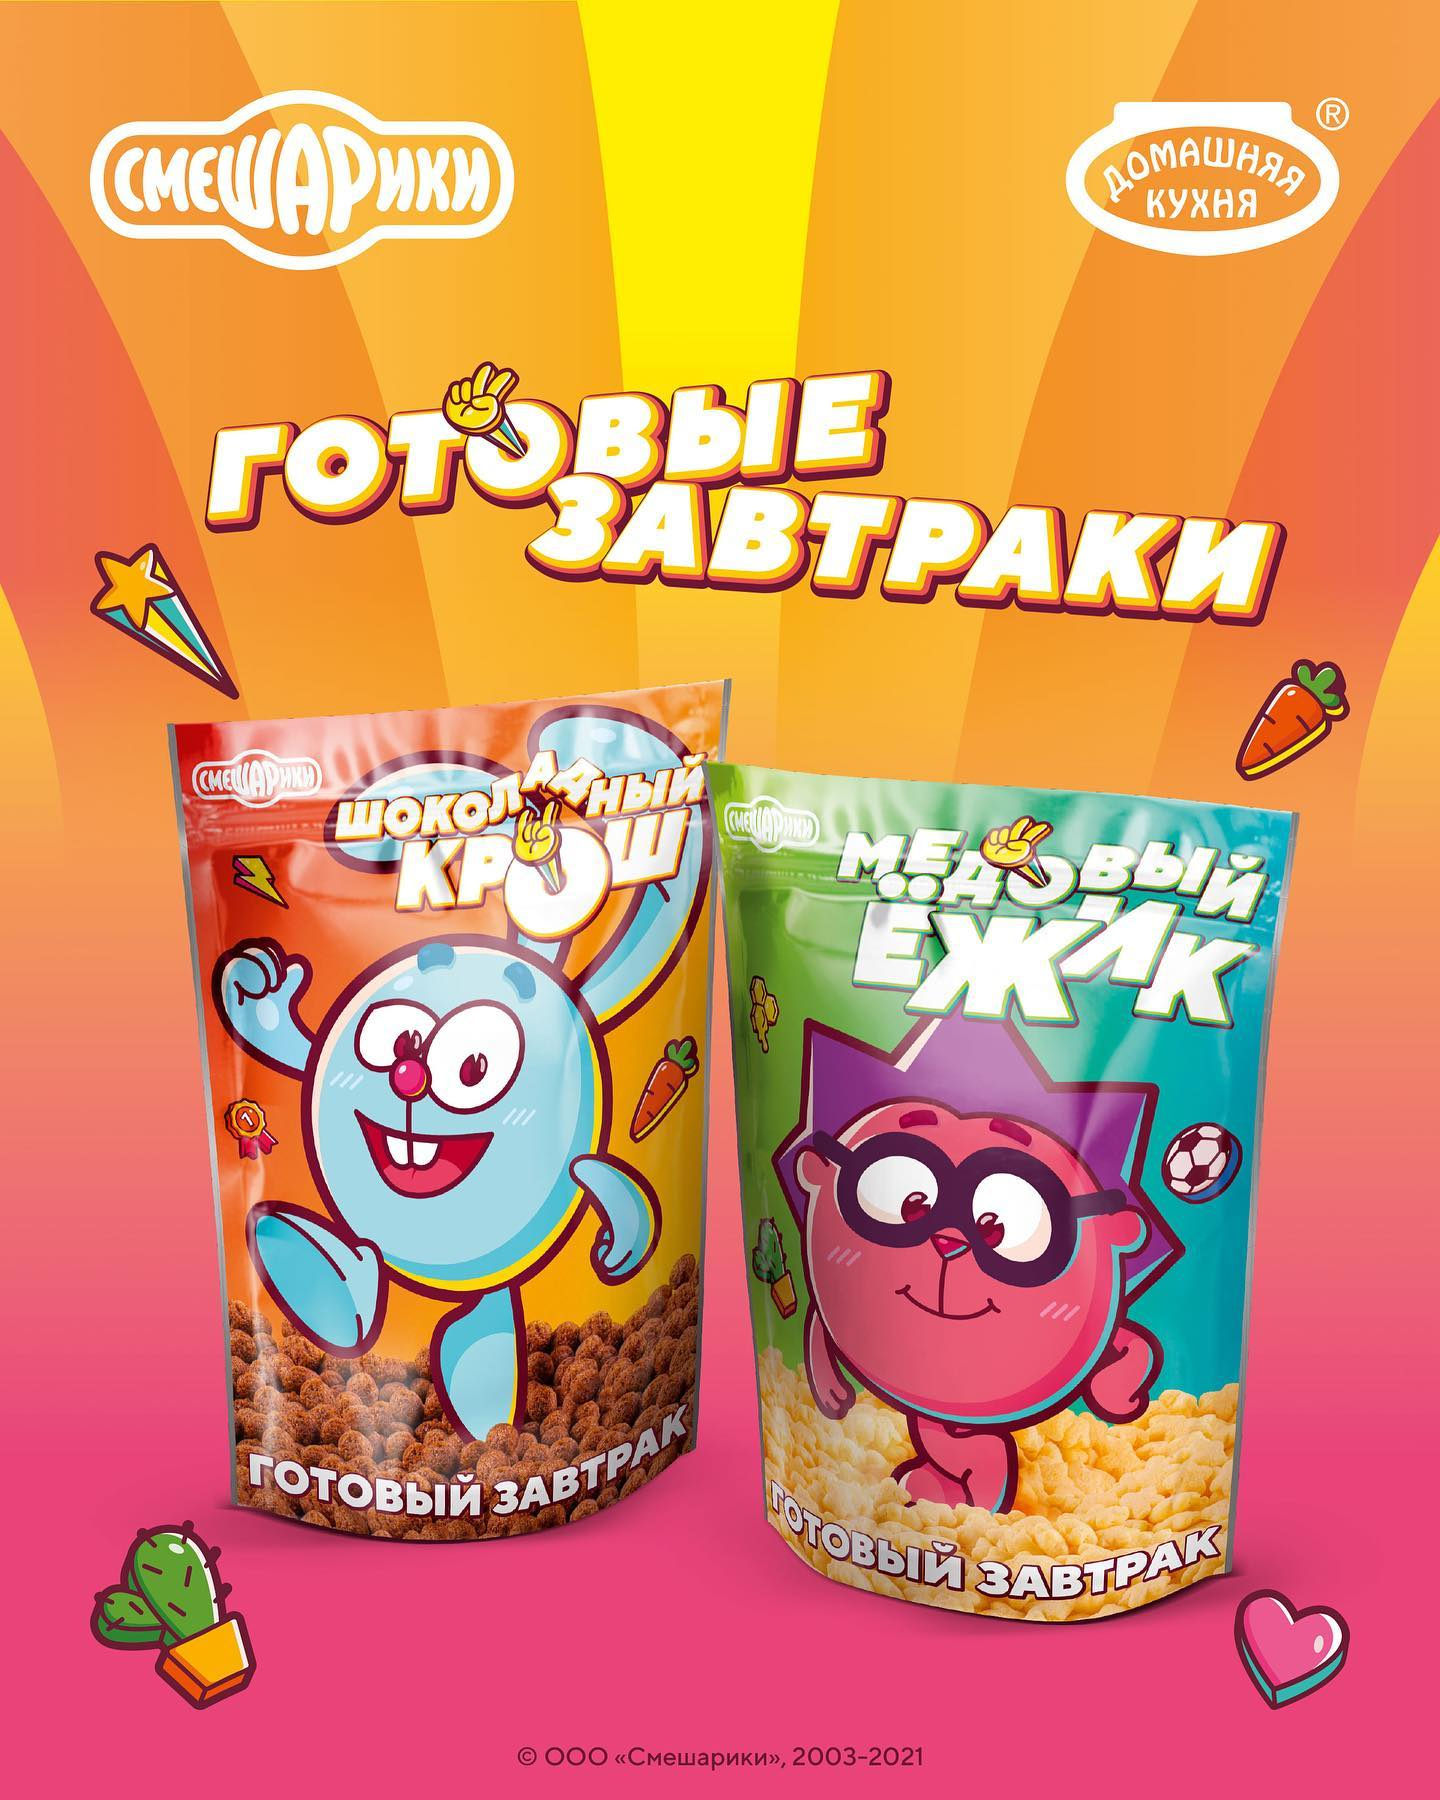 СМЕШАРИКИ
ДОМАШНЯЯ
КУХНЯ
®
ГОТОВЫЕ
ЗАВТРАКИ
СМЕШАРИКИ
ШОКОЛАДНЫЙ
КРОШ
1
ГОТОВЫЙ ЗАВТРАК
СМЕШАРИКИ
МЕДОВЫЙ
ЁЖИК
ГОТОВЫЙ ЗАВТРАК
© ООО «Смешарики», 2003-2021